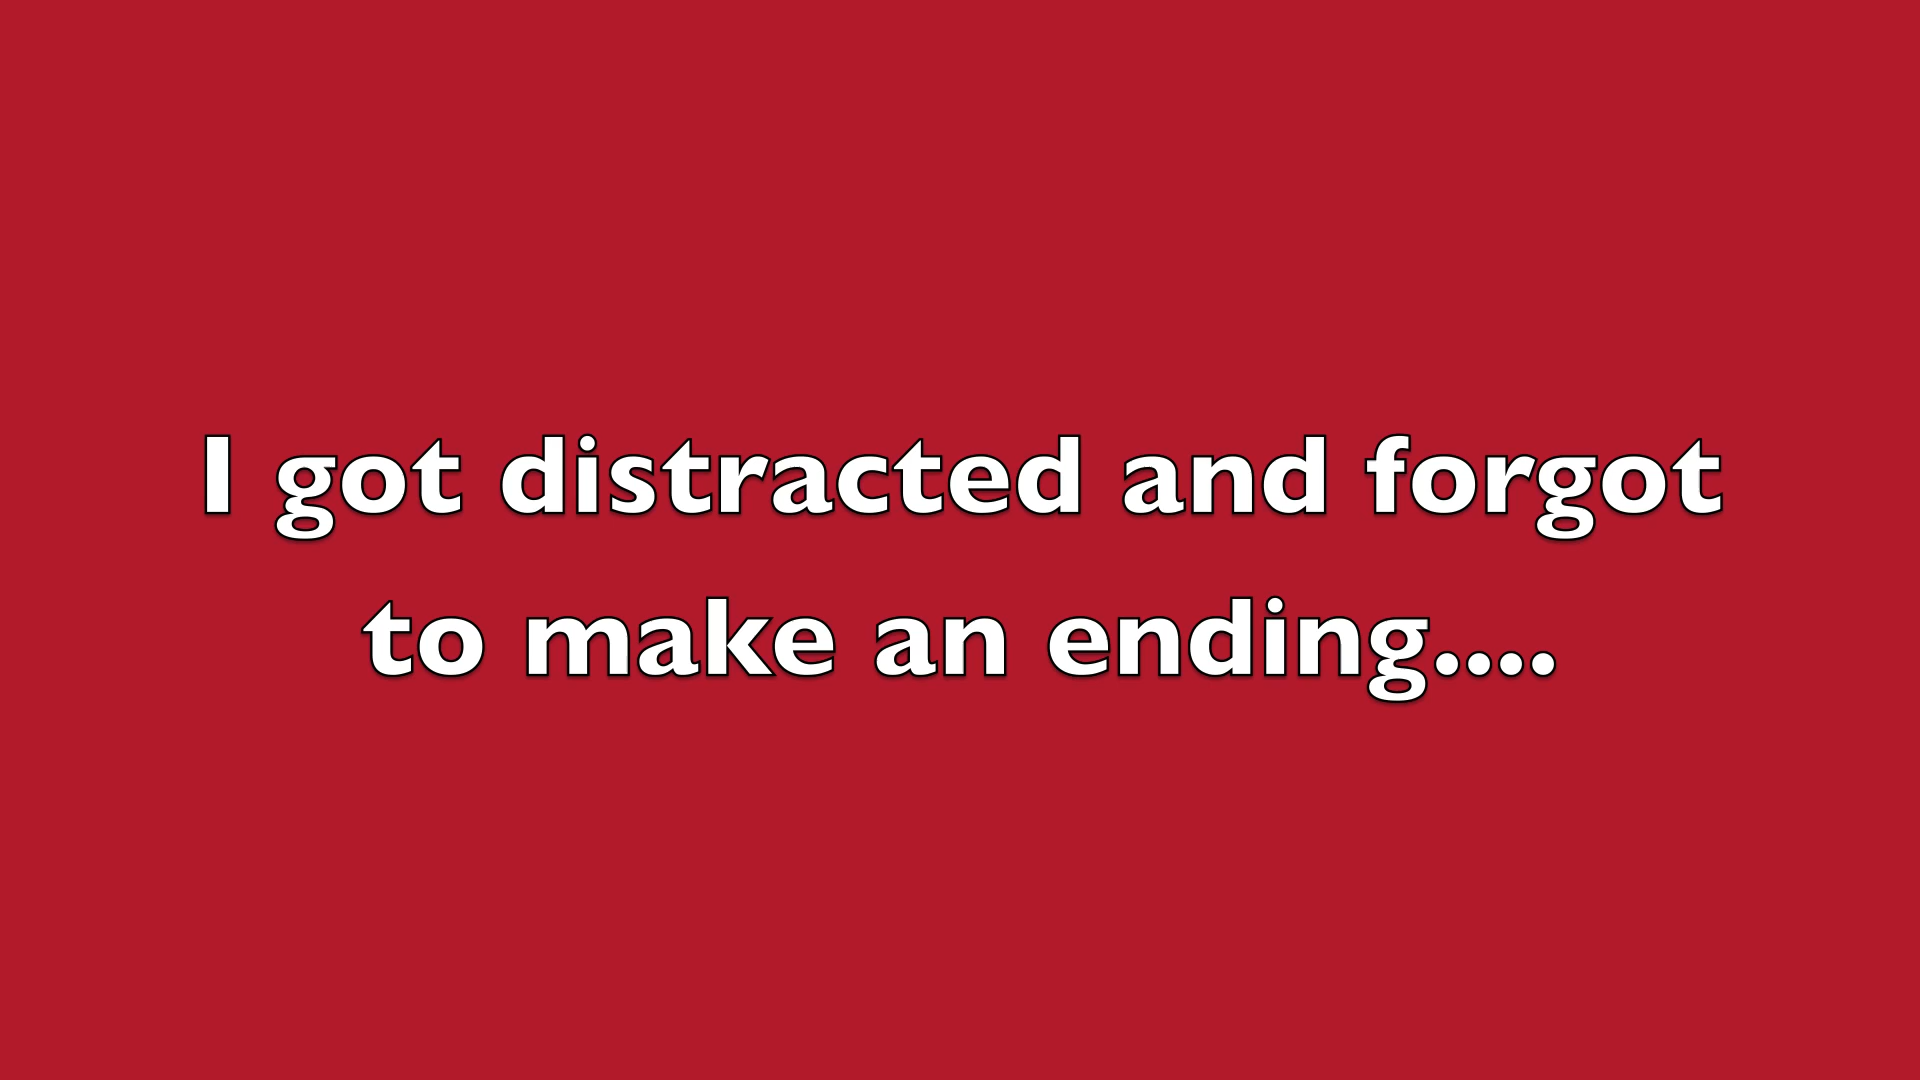 I got distracted and forgot
to make an ending....